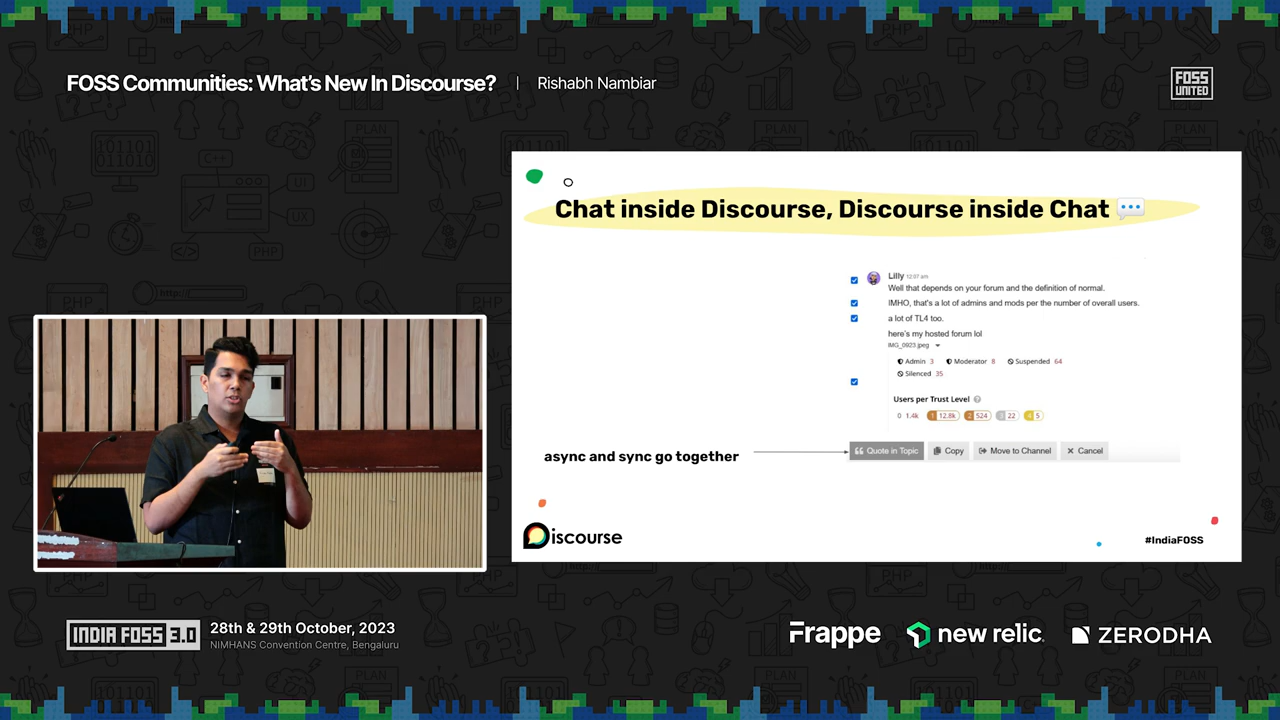 FOSS Communities: What's New In Discourse? | Rishabh Nambiar
FOSS
UNITED
Chat inside Discourse, Discourse inside Chat
Lilly 12:07 am
Well that depends on your forum and the definition of normal.
IMHO, that's a lot of admins and mods per the number of overall users.
a lot of TL4 too.
here's my hosted forum lol
IMG_0923.jpeg
Admin 3 Moderator 8 Suspended 64
Silenced 35
Users per Trust Level
0 1.4k 1 12.8k 2 524 3 22 4 5
async and sync go together
Quote in Topic Copy Move to Channel Cancel
Discourse
#IndiaFOSS
INDIA FOSS 3.0
28th & 29th October, 2023
NIMHANS Convention Centre, Bengaluru
Frappe new relic ZERODHA